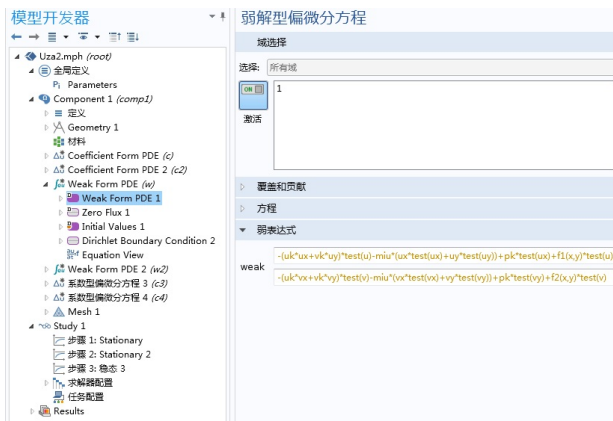 模型开发器
Uza2.mph (root)
全局定义
Pi Parameters
Component 1 (comp1)
定义
Geometry 1
材料
Coefficient Form PDE (c)
Coefficient Form PDE 2 (c2)
Weak Form PDE (w)
Weak Form PDE 1
Zero Flux 1
Initial Values 1
Dirichlet Boundary Condition 2
Equation View
Weak Form PDE 2 (w2)
系数型偏微分方程 3 (c3)
系数型偏微分方程 4 (c4)
Mesh 1
Study 1
步骤 1: Stationary
步骤 2: Stationary 2
步骤 3: 稳态 3
求解器配置
任务配置
Results
弱解型偏微分方程
域选择
选择: 所有域
ON
1
激活
覆盖和贡献
方程
弱表达式
weak
-(uk*ux+vk*uy)*test(u)-miu*(ux*test(ux)+uy*test(uy))+pk*test(ux)+f1(x,y)*test(u)
-(uk*vx+vk*vy)*test(v)-miu*(vx*test(vx)+vy*test(vy))+pk*test(vy)+f2(x,y)*test(v)